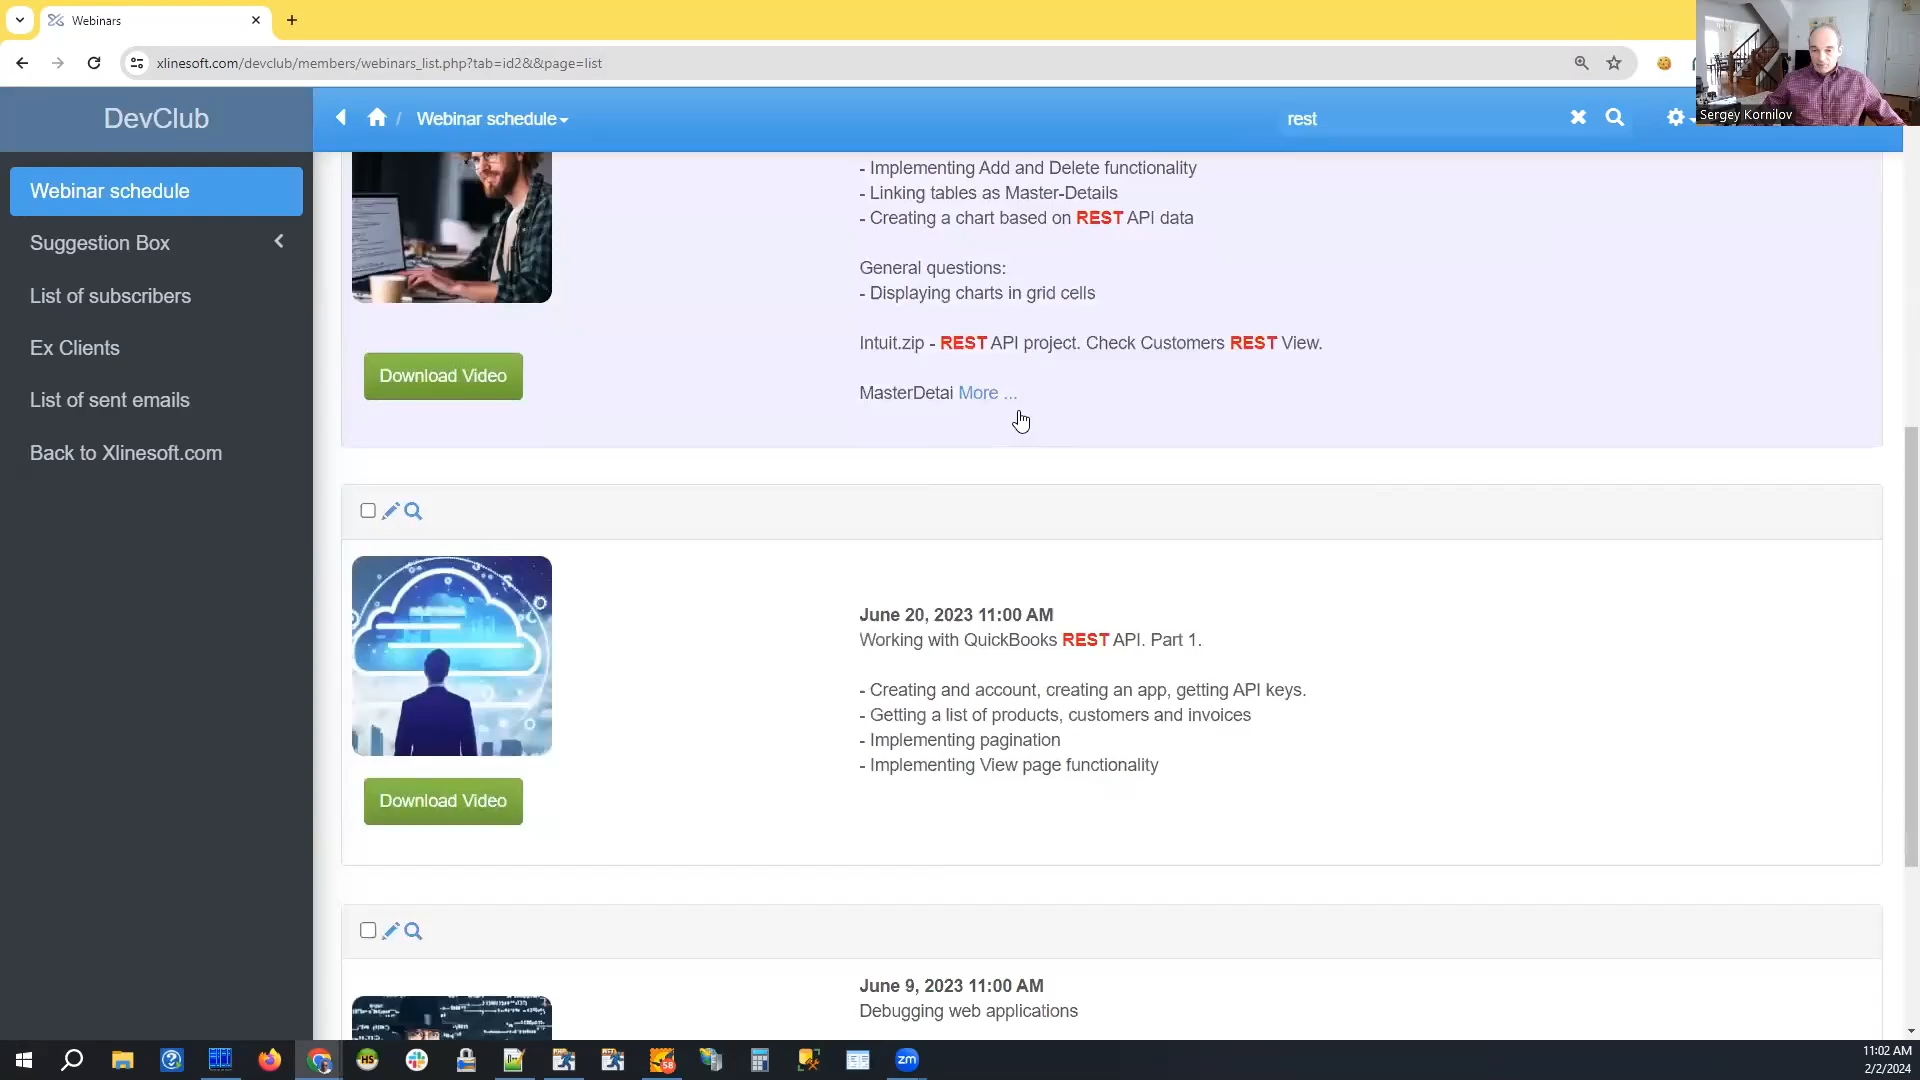 Webinars
xlinesoft.com/devclub/members/webinars_list.php?tab=id2&&page=list
Sergey Kornilov
DevClub
/ Webinar schedule
rest
Webinar schedule
Suggestion Box
List of subscribers
Ex Clients
List of sent emails
Back to Xlinesoft.com
- Implementing Add and Delete functionality
- Linking tables as Master-Details
- Creating a chart based on REST API data
General questions:
- Displaying charts in grid cells
Intuit.zip - REST API project. Check Customers REST View.
MasterDetai More ...
Download Video
June 20, 2023 11:00 AM
Working with QuickBooks REST API. Part 1.
- Creating and account, creating an app, getting API keys.
- Getting a list of products, customers and invoices
- Implementing pagination
- Implementing View page functionality
Download Video
June 9, 2023 11:00 AM
Debugging web applications
HS
58
zm
11:02 AM
2/2/2024